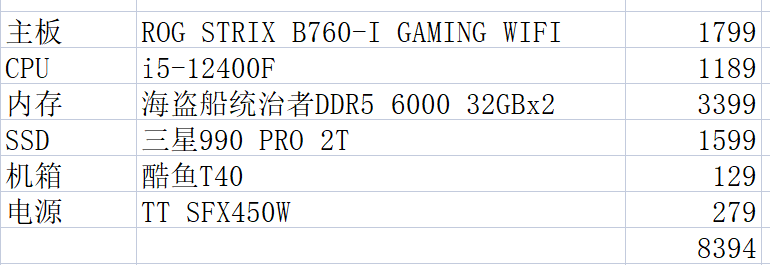 主板 ROG STRIX B760-I GAMING WIFI 1799
CPU i5-12400F 1189
内存 海盗船统治者DDR5 6000 32GBx2 3399
SSD 三星990 PRO 2T 1599
机箱 酷鱼T40 129
电源 TT SFX450W 279
8394